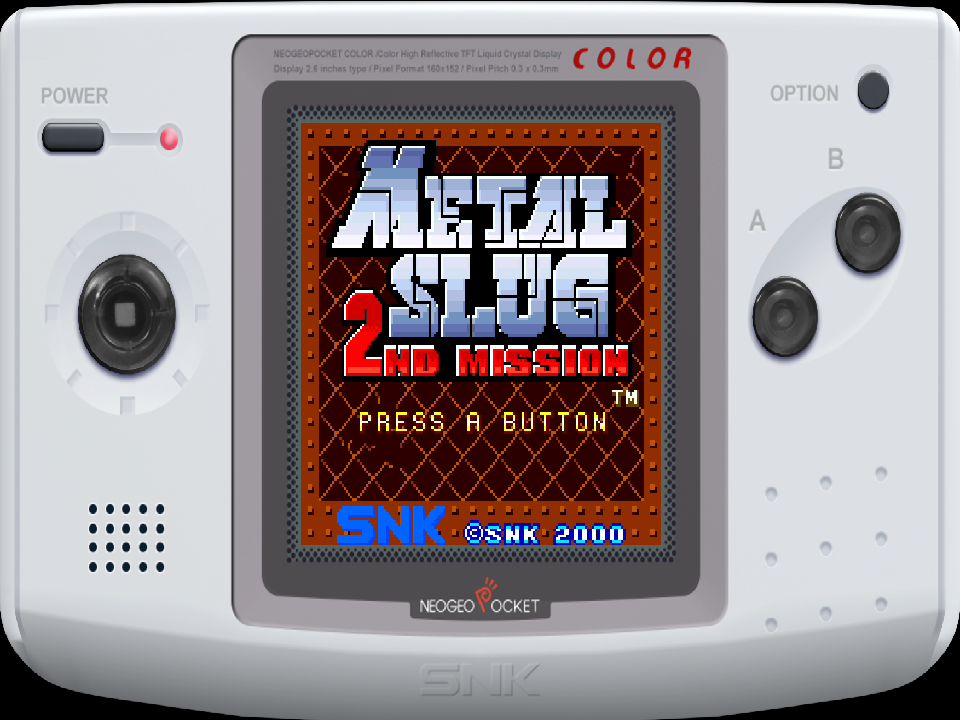 NEOGEOPOCKET COLOR /Color High Reflective TFT Liquid Crystal Display
Display 2.6 inches type / Pixel Format 160x152 / Pixel Pitch 0.3 x 0.3mm
COLOR
POWER
OPTION
B
A
METAL
SLUG
2ND MISSION
TM
PRESS A BUTTON
SNK ©SNK 2000
NEOGEO POCKET
SNK